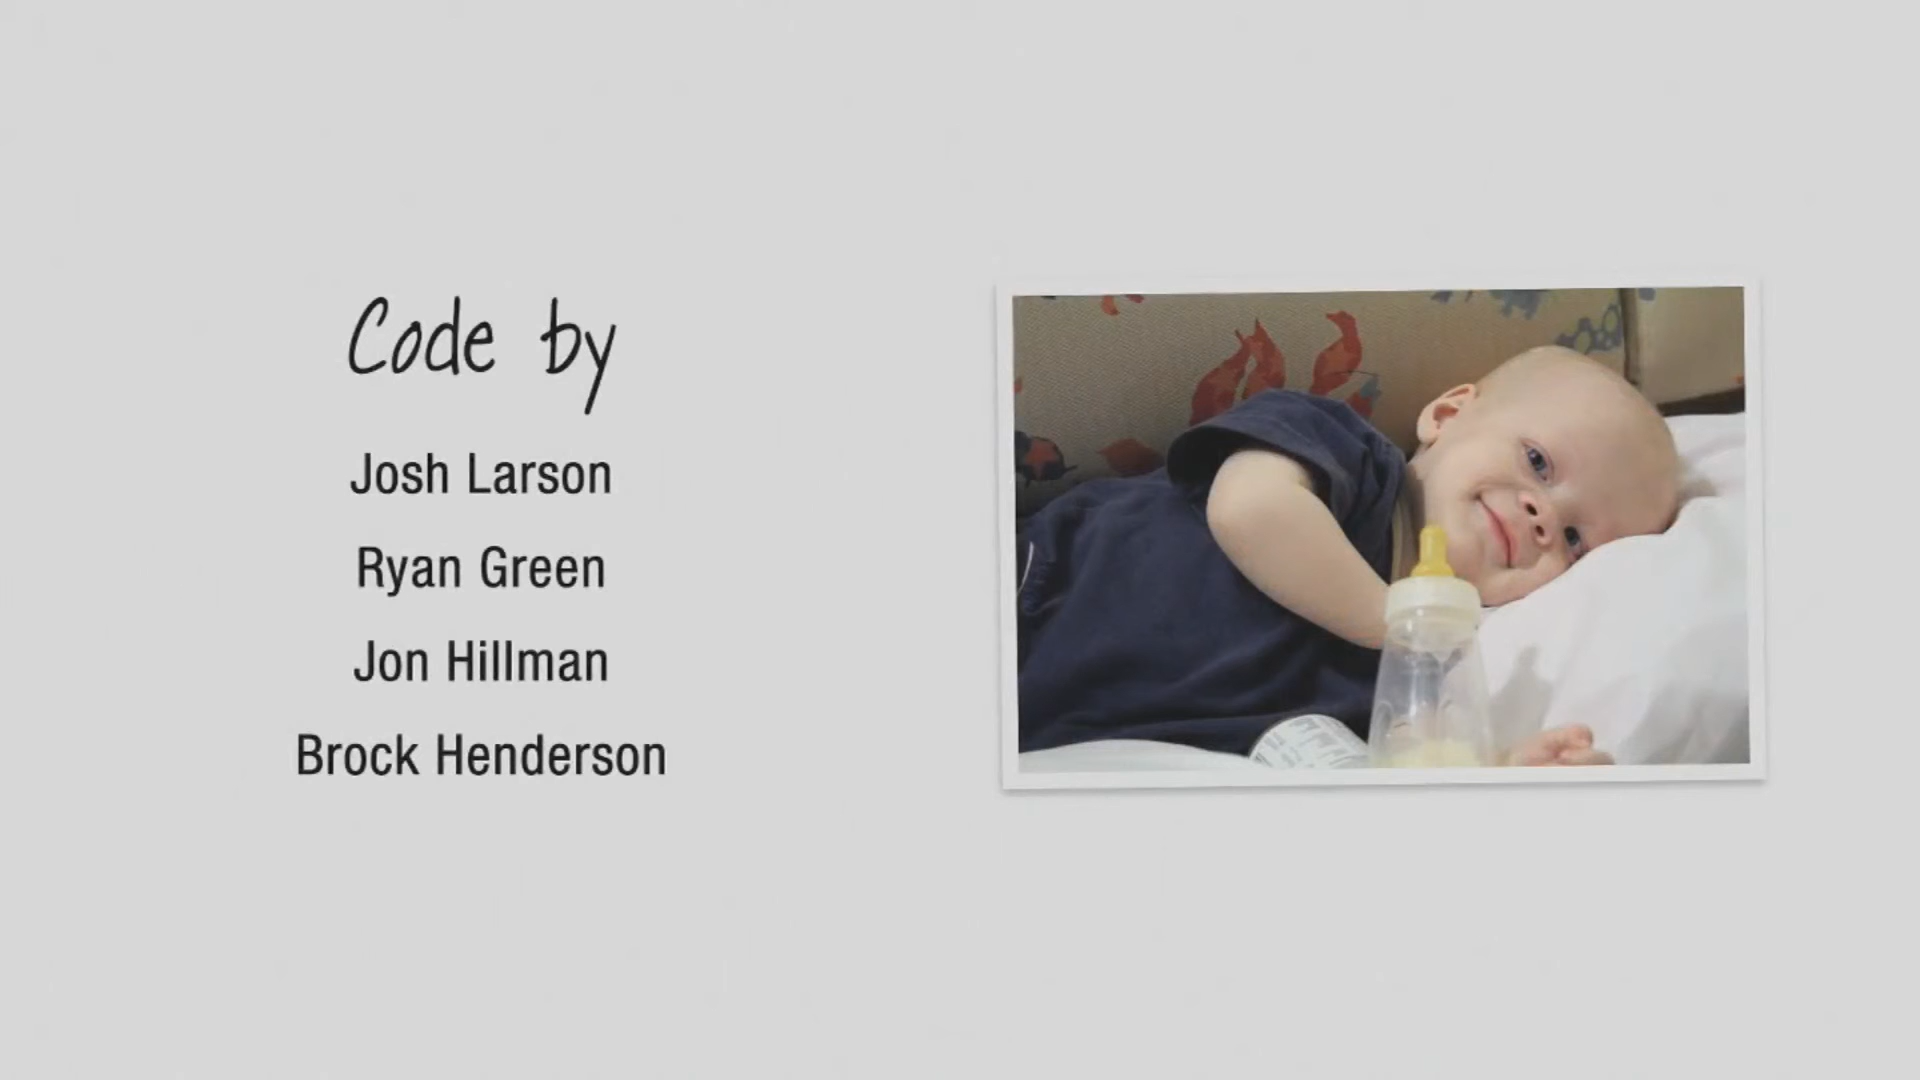 Code by
Josh Larson
Ryan Green
Jon Hillman
Brock Henderson